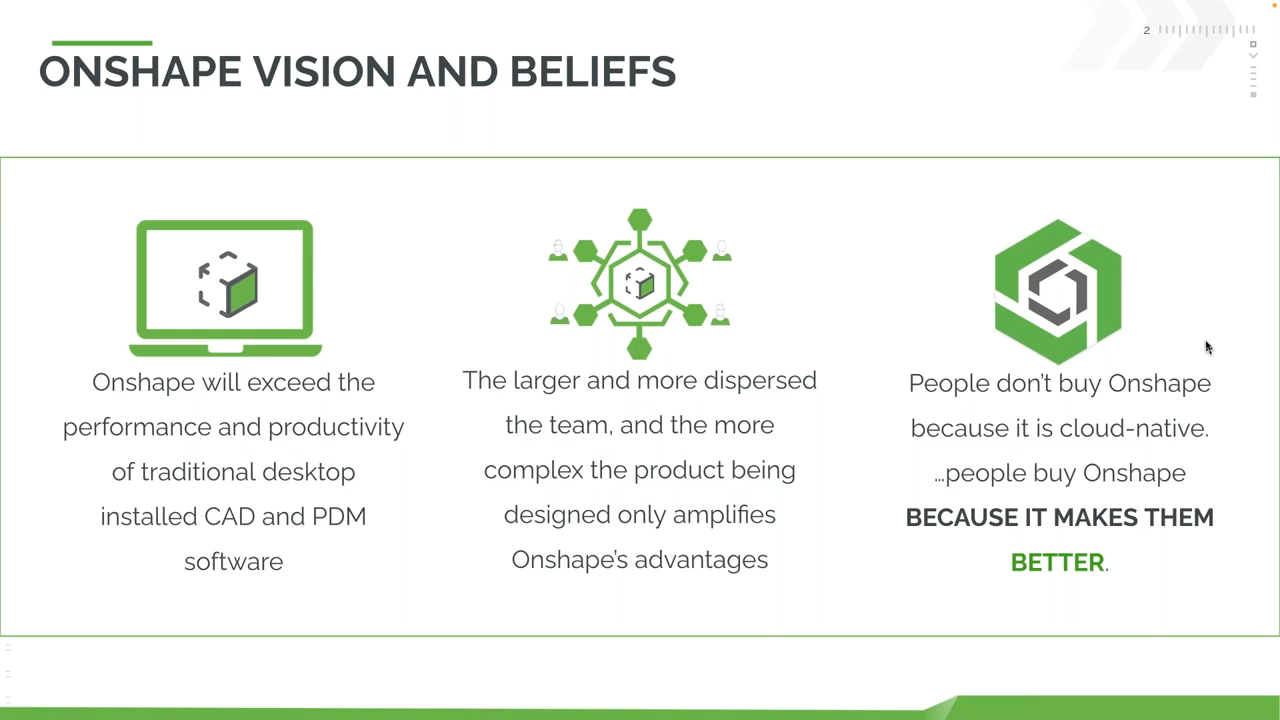 2
ONSHAPE VISION AND BELIEFS
Onshape will exceed the
performance and productivity
of traditional desktop
installed CAD and PDM
software
The larger and more dispersed
the team, and the more
complex the product being
designed only amplifies
Onshape's advantages
People don't buy Onshape
because it is cloud-native.
…people buy Onshape
BECAUSE IT MAKES THEM
BETTER.